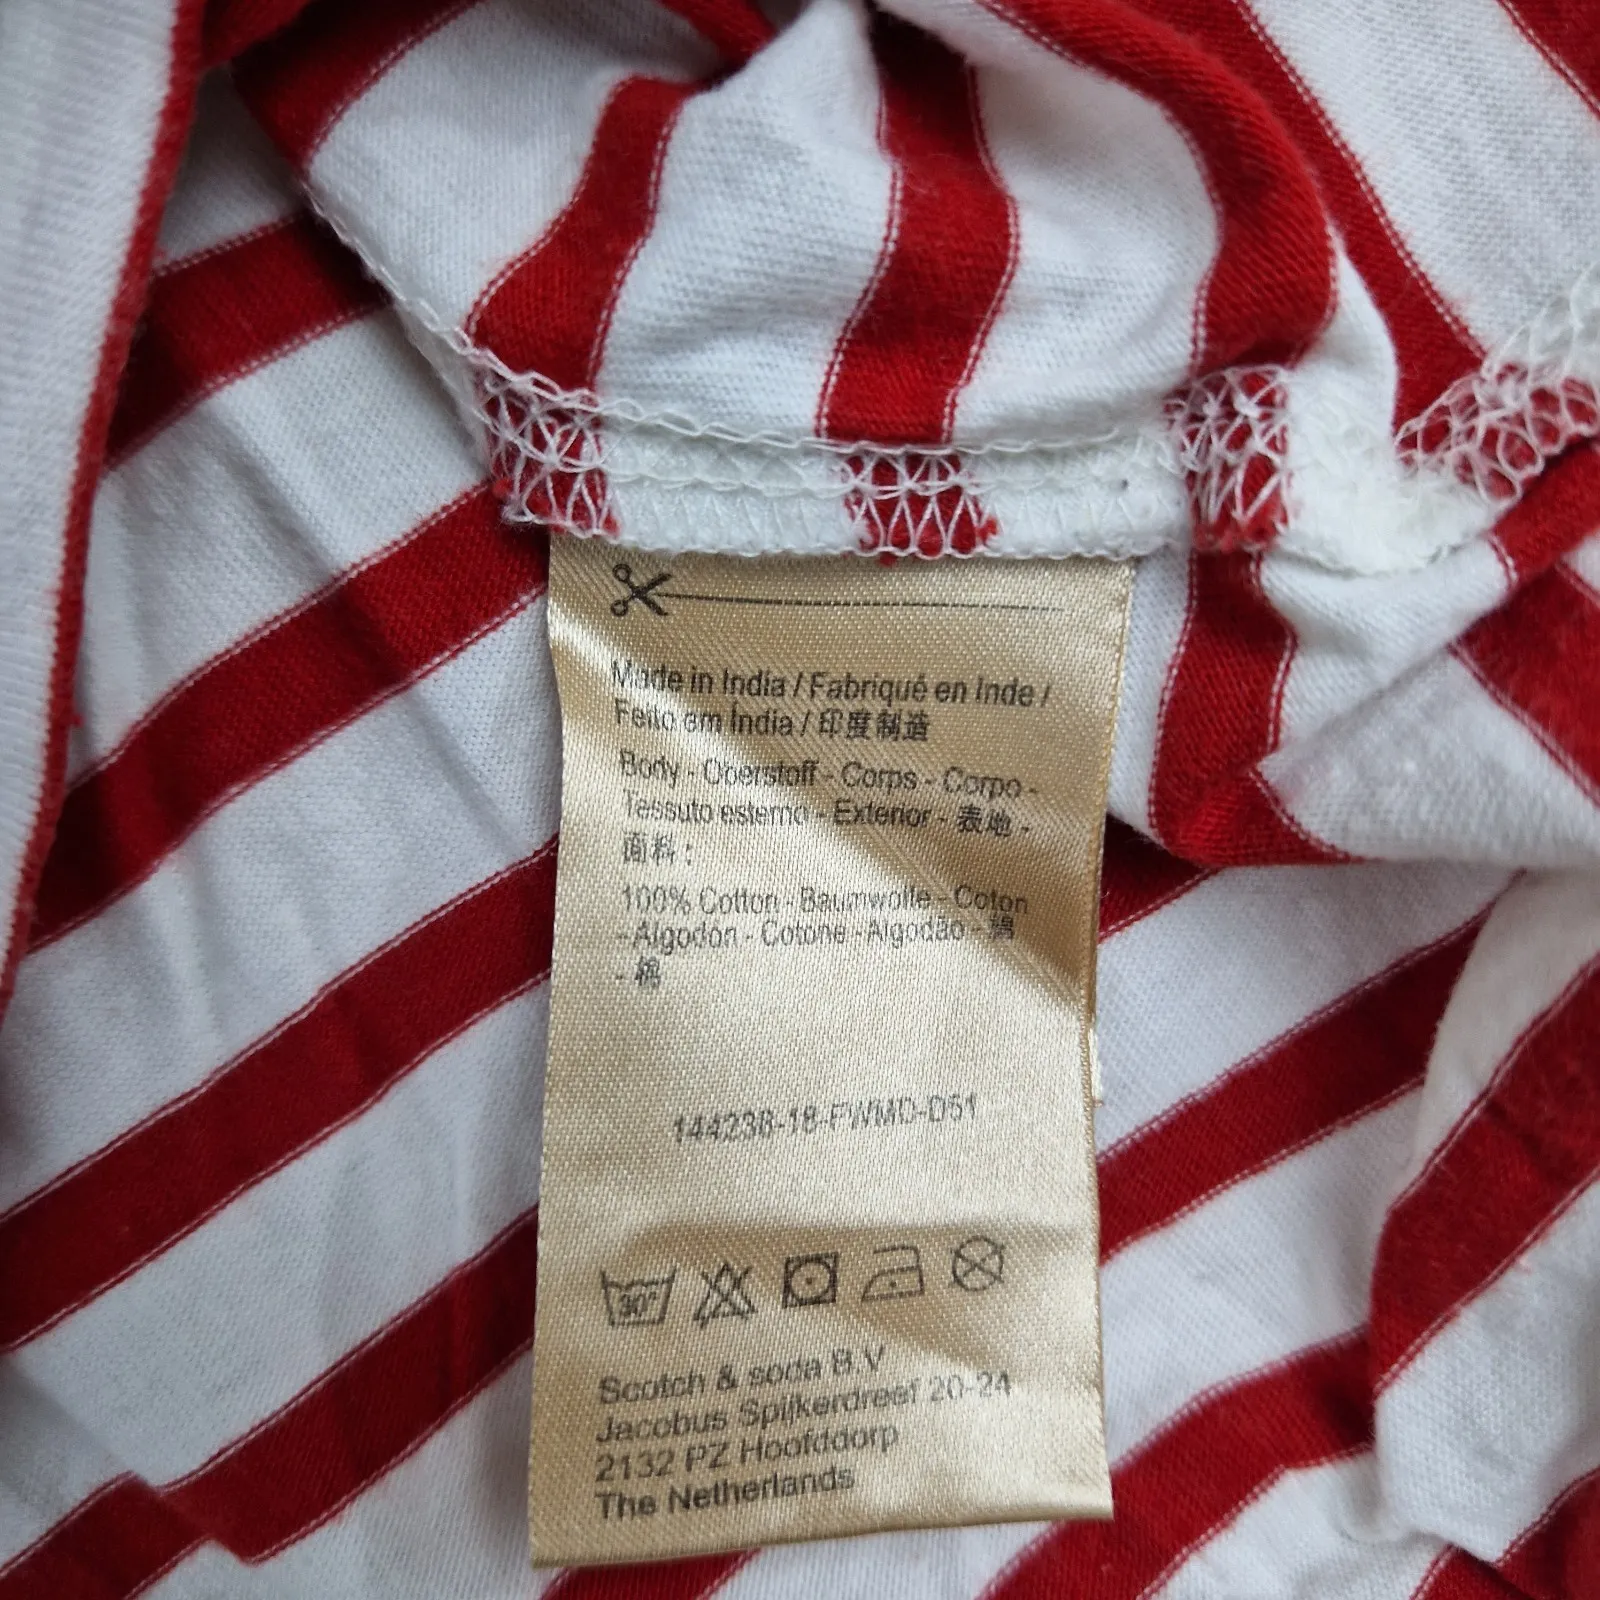 Made in India / Fabriqué en Inde /
Feito em India / 印度制造
Body - Oberstoff - Corps - Corpo -
Tessuto esterno - Exterior - 表地 -
面料 :
100% Cotton - Baumwolle - Coton
- Algodon - Cotone - Algodão - 綿
- 棉
144238-18-FWMD-D51
30°
Scotch & soda B.V
Jacobus Spijkerdreef 20-24
2132 PZ Hoofddorp
The Netherlands